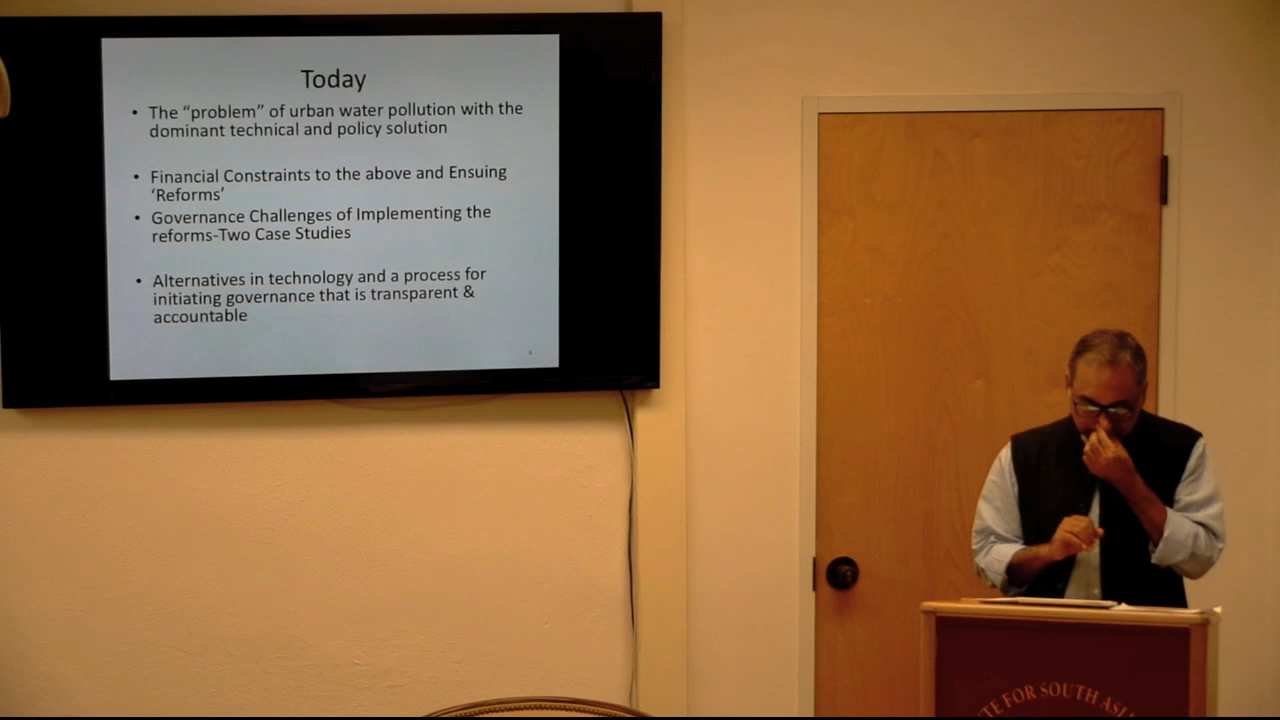 Today
• The “problem” of urban water pollution with the
dominant technical and policy solution
• Financial Constraints to the above and Ensuing
‘Reforms’
• Governance Challenges of Implementing the
reforms-Two Case Studies
• Alternatives in technology and a process for
initiating governance that is transparent &
accountable
FOR SOUTH